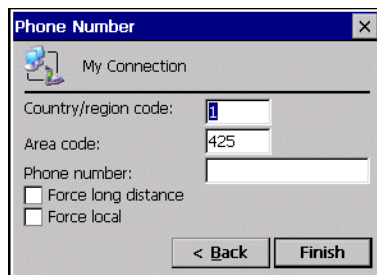 Phone Number
My Connection
Country/region code: 1
Area code: 425
Phone number:
Force long distance
Force local
< Back Finish